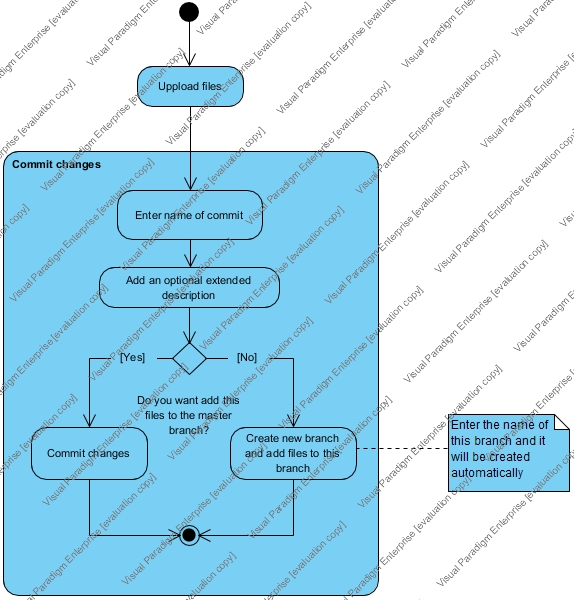 Uppload files
Commit changes
Enter name of commit
Add an optional extended
description
[Yes]
[No]
Do you want add this
files to the master
branch?
Commit changes
Create new branch
and add files to this
branch
Enter the name of
this branch and it
will be created
automatically
Visual Paradigm Enterprise [evaluation copy]